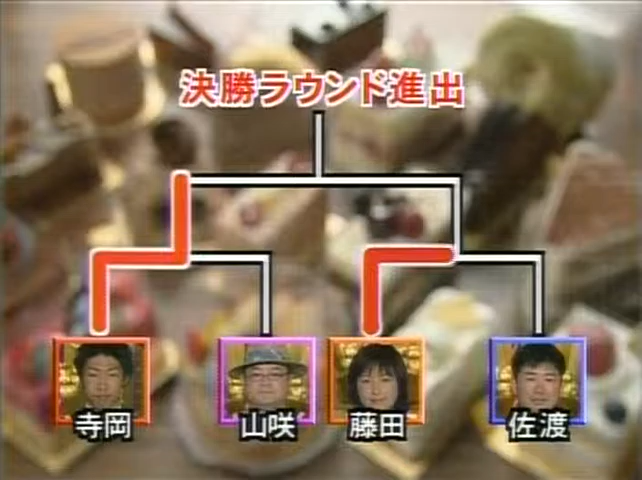 決勝ラウンド進出
寺岡
山咲
藤田
佐渡